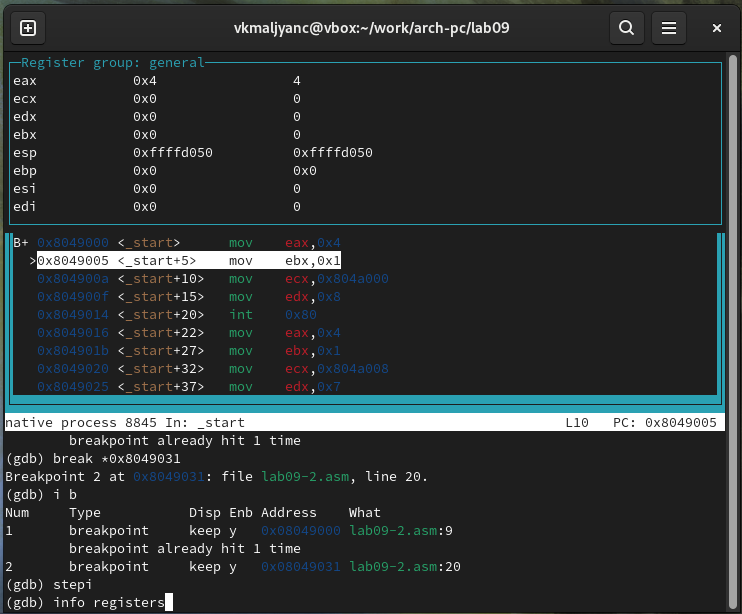 vkmaljyanc@vbox:~/work/arch-pc/lab09
Register group: general
eax 0x4 4
ecx 0x0 0
edx 0x0 0
ebx 0x0 0
esp 0xffffd050 0xffffd050
ebp 0x0 0x0
esi 0x0 0
edi 0x0 0
B+ 0x8049000 <_start> mov eax,0x4
>0x8049005 <_start+5> mov ebx,0x1
0x804900a <_start+10> mov ecx,0x804a000
0x804900f <_start+15> mov edx,0x8
0x8049014 <_start+20> int 0x80
0x8049016 <_start+22> mov eax,0x4
0x804901b <_start+27> mov ebx,0x1
0x8049020 <_start+32> mov ecx,0x804a008
0x8049025 <_start+37> mov edx,0x7
native process 8845 In: _start L10 PC: 0x8049005
breakpoint already hit 1 time
(gdb) break *0x8049031
Breakpoint 2 at 0x8049031: file lab09-2.asm, line 20.
(gdb) i b
Num Type Disp Enb Address What
1 breakpoint keep y 0x08049000 lab09-2.asm:9
breakpoint already hit 1 time
2 breakpoint keep y 0x08049031 lab09-2.asm:20
(gdb) stepi
(gdb) info registers